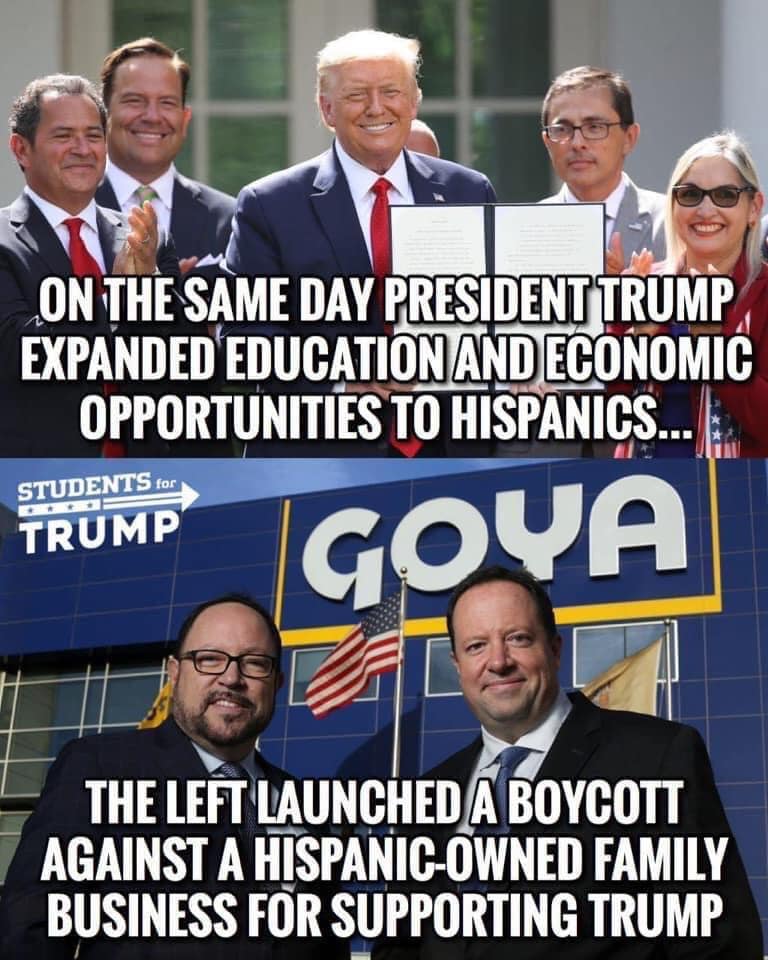 ON THE SAME DAY PRESIDENT TRUMP
EXPANDED EDUCATION AND ECONOMIC
OPPORTUNITIES TO HISPANICS...
STUDENTS for
TRUMP
GOYA
THE LEFT LAUNCHED A BOYCOTT
AGAINST A HISPANIC-OWNED FAMILY
BUSINESS FOR SUPPORTING TRUMP